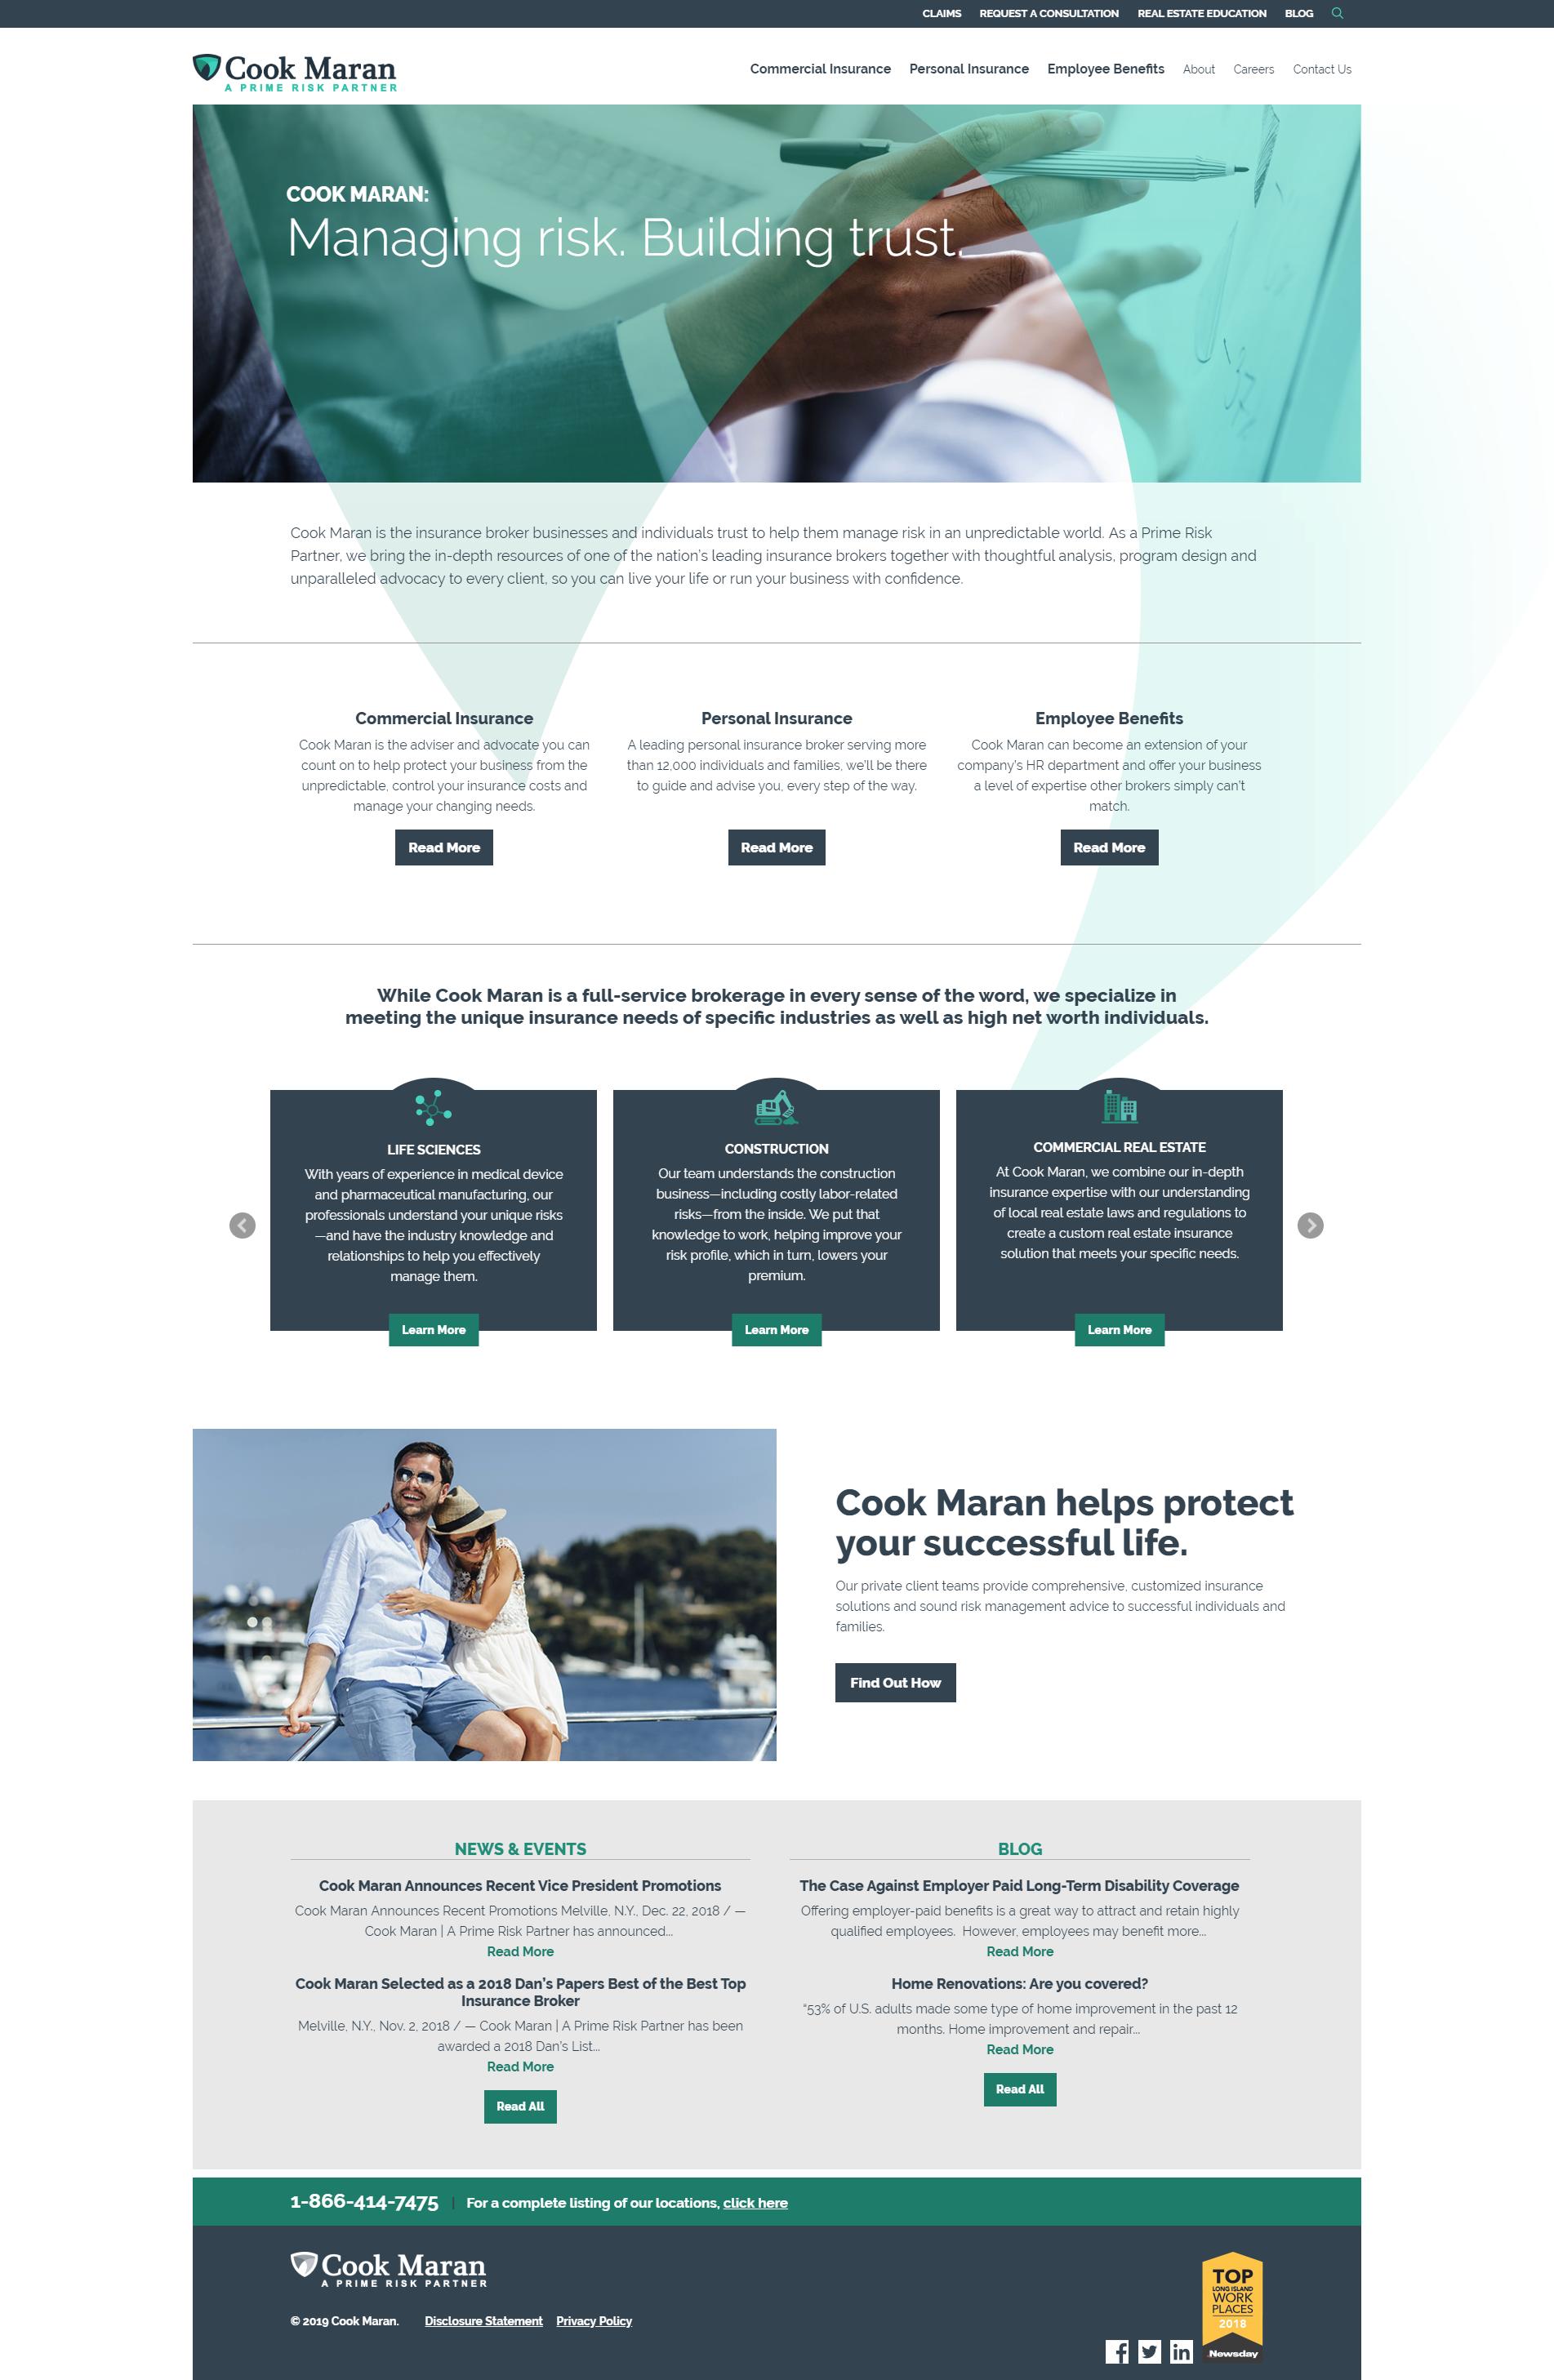 CLAIMS REQUEST A CONSULTATION REAL ESTATE EDUCATION BLOG
Cook Maran
A PRIME RISK PARTNER
Commercial Insurance Personal Insurance Employee Benefits About Careers Contact Us
COOK MARAN:
Managing risk. Building trust.
Cook Maran is the insurance broker businesses and individuals trust to help them manage risk in an unpredictable world. As a Prime Risk
Partner, we bring the in-depth resources of one of the nation's leading insurance brokers together with thoughtful analysis, program design and
unparalleled advocacy to every client, so you can live your life or run your business with confidence.
Commercial Insurance
Cook Maran is the adviser and advocate you can
count on to help protect your business from the
unpredictable, control your insurance costs and
manage your changing needs.
Read More
Personal Insurance
A leading personal insurance broker serving more
than 12,000 individuals and families, we'll be there
to guide and advise you, every step of the way.
Read More
Employee Benefits
Cook Maran can become an extension of your
company's HR department and offer your business
a level of expertise other brokers simply can't
match.
Read More
While Cook Maran is a full-service brokerage in every sense of the word, we specialize in
meeting the unique insurance needs of specific industries as well as high net worth individuals.
LIFE SCIENCES
With years of experience in medical device
and pharmaceutical manufacturing, our
professionals understand your unique risks
—and have the industry knowledge and
relationships to help you effectively
manage them.
Learn More
CONSTRUCTION
Our team understands the construction
business—including costly labor-related
risks—from the inside. We put that
knowledge to work, helping improve your
risk profile, which in turn, lowers your
premium.
Learn More
COMMERCIAL REAL ESTATE
At Cook Maran, we combine our in-depth
insurance expertise with our understanding
of local real estate laws and regulations to
create a custom real estate insurance
solution that meets your specific needs.
Learn More
Cook Maran helps protect
your successful life.
Our private client teams provide comprehensive, customized insurance
solutions and sound risk management advice to successful individuals and
families.
Find Out How
NEWS & EVENTS
Cook Maran Announces Recent Vice President Promotions
Cook Maran Announces Recent Promotions Melville, N.Y., Dec. 22, 2018 / —
Cook Maran | A Prime Risk Partner has announced...
Read More
Cook Maran Selected as a 2018 Dan's Papers Best of the Best Top
Insurance Broker
Melville, N.Y., Nov. 2, 2018 / — Cook Maran | A Prime Risk Partner has been
awarded a 2018 Dan's List...
Read More
Read All
BLOG
The Case Against Employer Paid Long-Term Disability Coverage
Offering employer-paid benefits is a great way to attract and retain highly
qualified employees. However, employees may benefit more...
Read More
Home Renovations: Are you covered?
"53% of U.S. adults made some type of home improvement in the past 12
months. Home improvement and repair...
Read More
Read All
1-866-414-7475 | For a complete listing of our locations, click here
Cook Maran
A PRIME RISK PARTNER
© 2019 Cook Maran. Disclosure Statement Privacy Policy
TOP
LONG ISLAND
WORK
PLACES
2018
Newsday